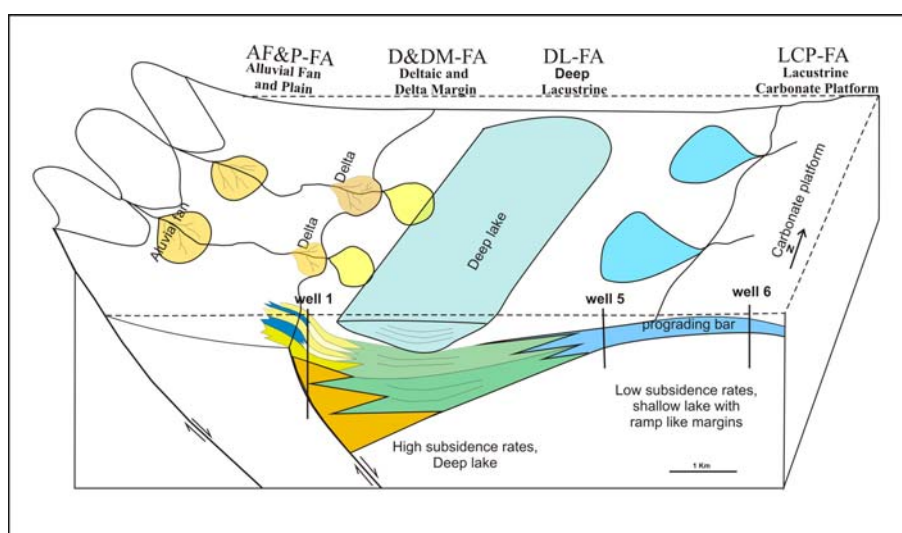 AF&P-FA
Alluvial Fan
and Plain
D&DM-FA
Deltaic and
Delta Margin
DL-FA
Deep
Lacustrine
LCP-FA
Lacustrine
Carbonate Platform
Delta
Aluvial fan
Delta
Deep lake
Carbonate platform
N
well 1
well 5
well 6
prograding bar
Low subsidence rates,
shallow lake with
ramp like margins
High subsidence rates,
Deep lake
1 Km